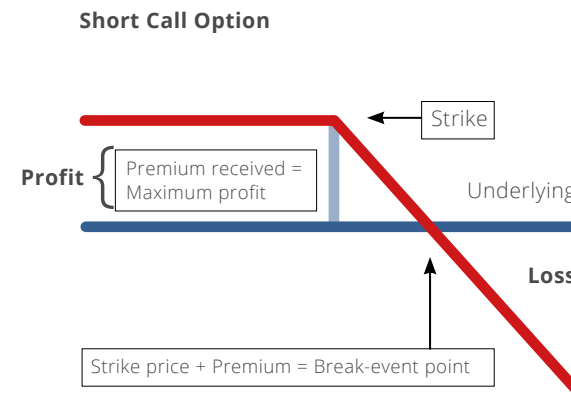 Short Call Option
Strike
Profit
Premium received =
Maximum profit
Underlying
Loss
Strike price + Premium = Break-event point